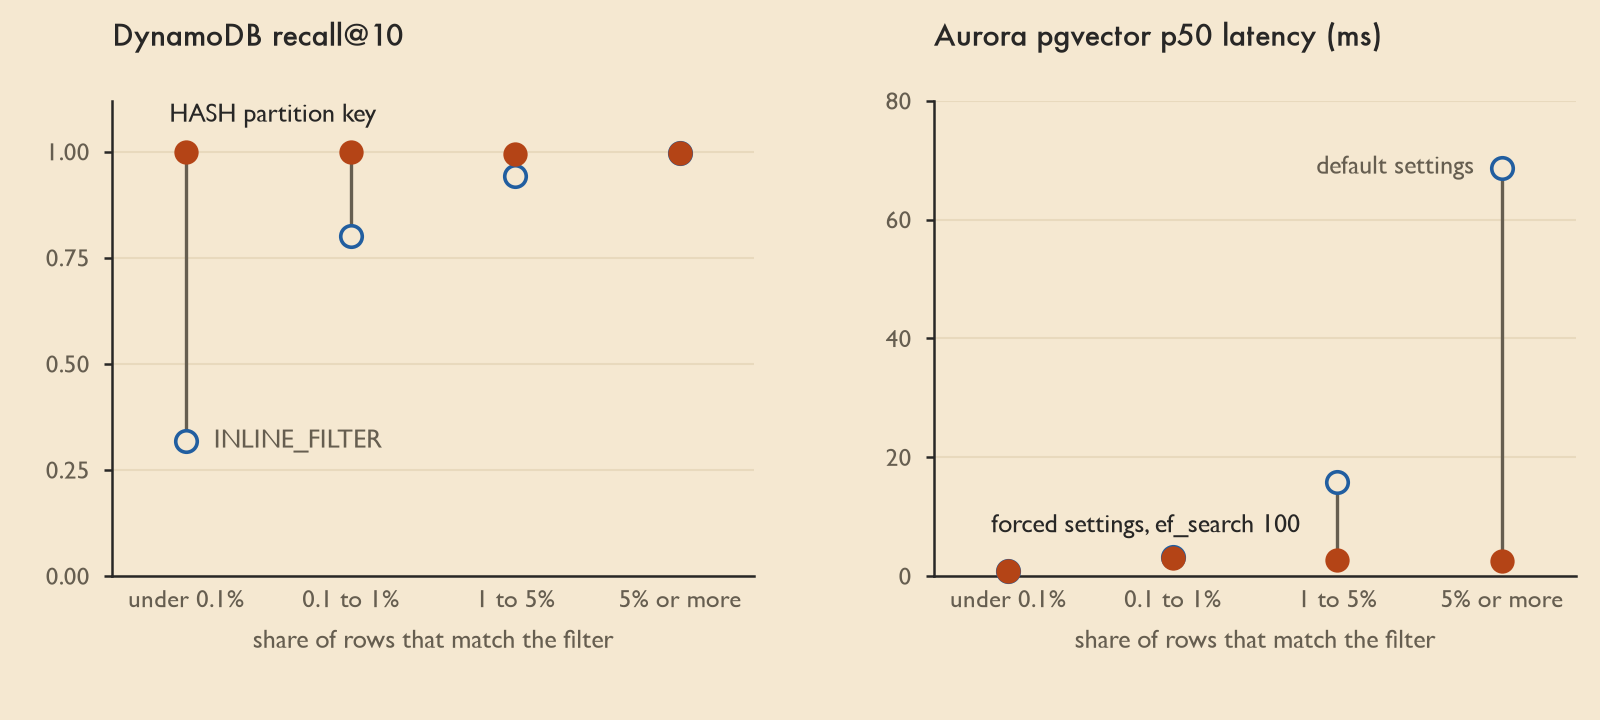 DynamoDB recall@10
HASH partition key
1.00
0.75
0.50
INLINE_FILTER
0.25
0.00
under 0.1%
0.1 to 1%
1 to 5%
5% or more
share of rows that match the filter
Aurora pgvector p50 latency (ms)
80
default settings
60
40
20
forced settings, ef_search 100
0
under 0.1%
0.1 to 1%
1 to 5%
5% or more
share of rows that match the filter